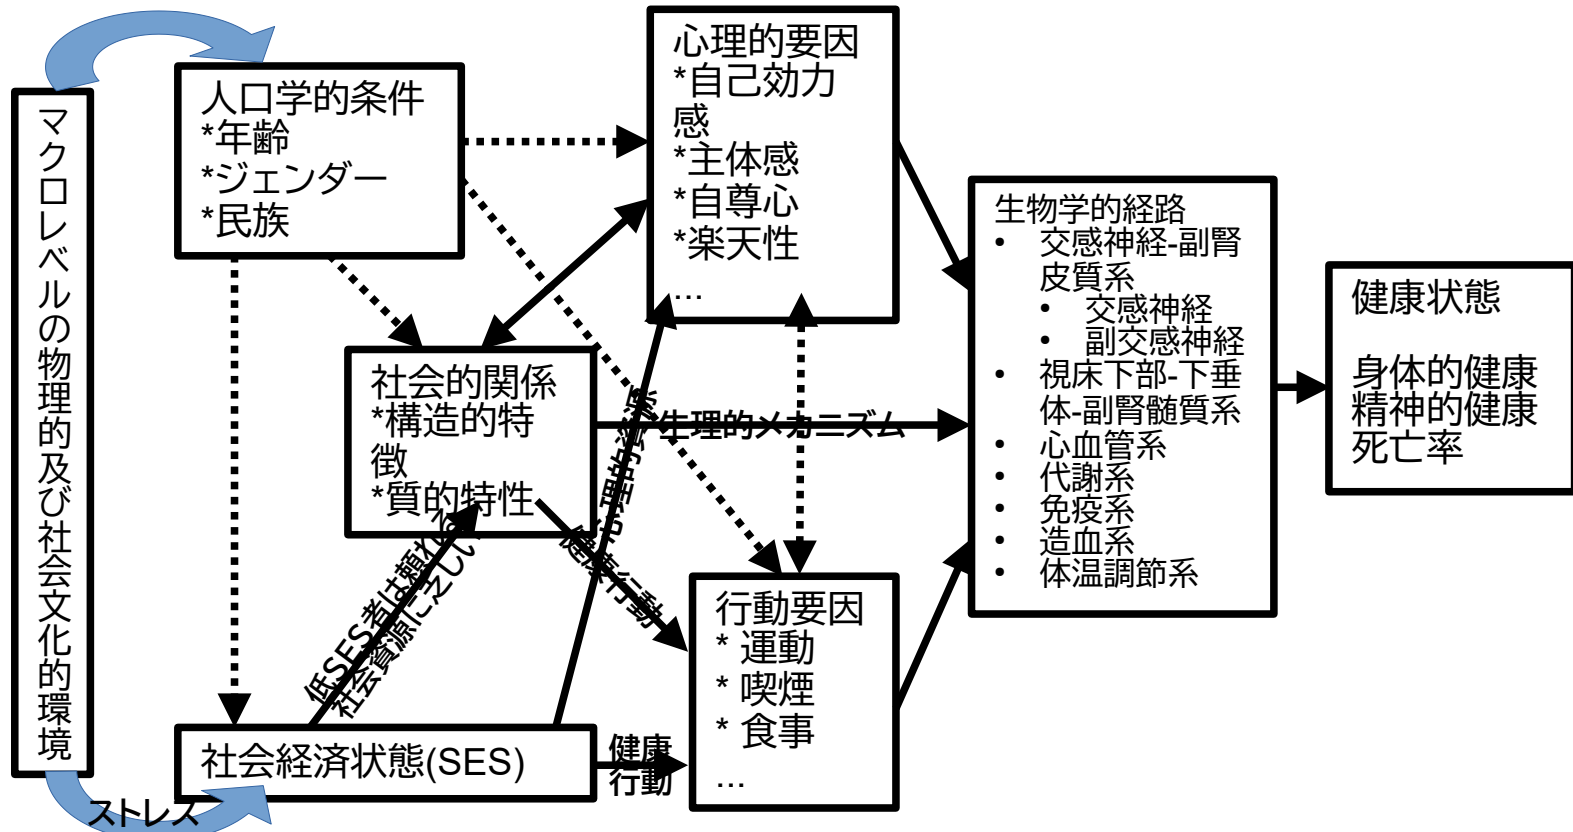 マクロレベルの物理的及び社会文化的環境
人口学的条件
*年齢
*ジェンダー
*民族
心理的要因
*自己効力
感
*主体感
*自尊心
*楽天性
...
社会的関係
*構造的特
徴
*質的特性
生理的メカニズム
心理的資源
健康行動
低SES者は頼れる
社会資源に乏しい
社会経済状態(SES)
健康
行動
ストレス
行動要因
* 運動
* 喫煙
* 食事
...
生物学的経路
• 交感神経-副腎
皮質系
• 交感神経
• 副交感神経
• 視床下部-下垂
体-副腎髄質系
• 心血管系
• 代謝系
• 免疫系
• 造血系
• 体温調節系
健康状態
身体的健康
精神的健康
死亡率